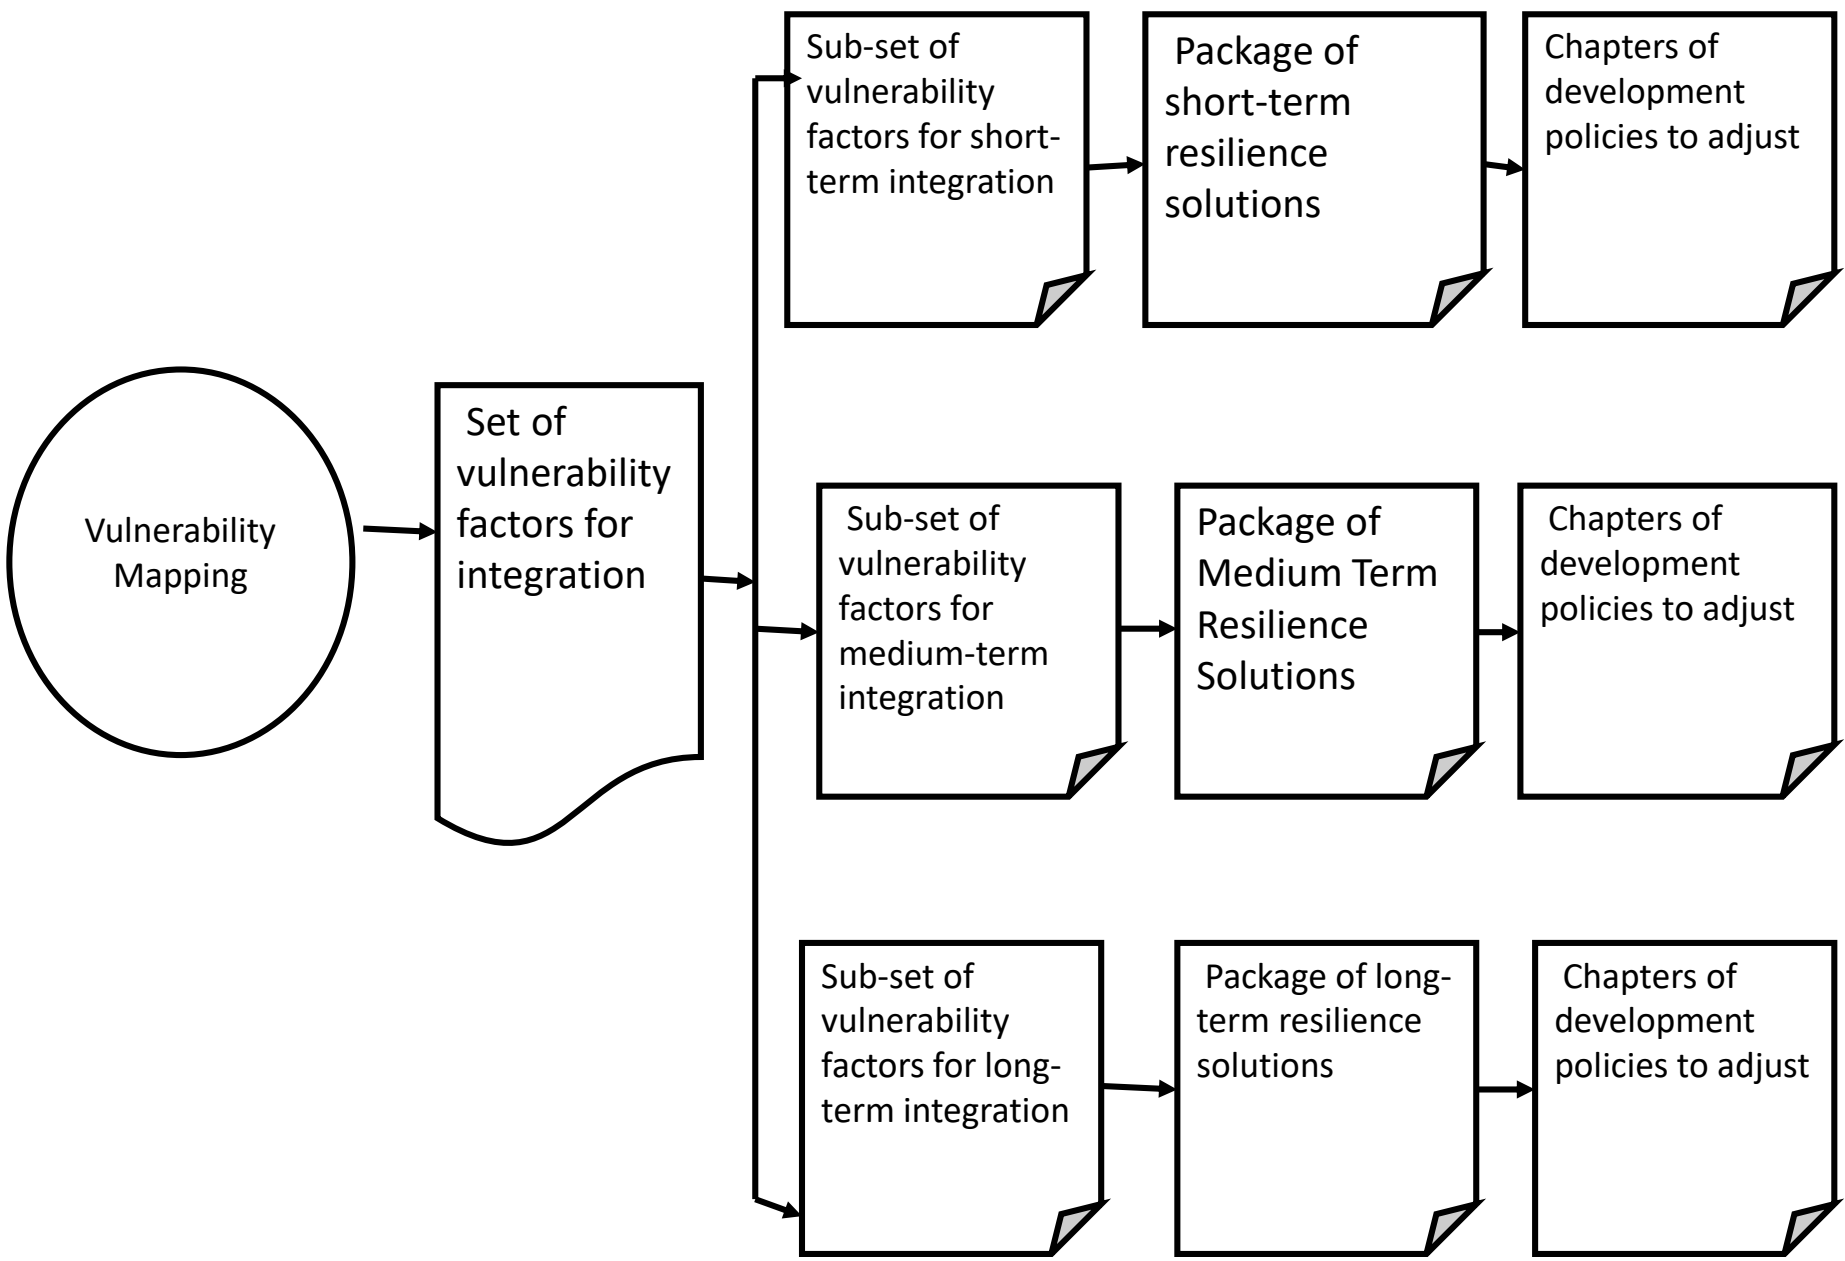 Vulnerability
Mapping
Set of
vulnerability
factors for
integration
Sub-set of
vulnerability
factors for short-
term integration
Package of
short-term
resilience
solutions
Chapters of
development
policies to adjust
Sub-set of
vulnerability
factors for
medium-term
integration
Package of
Medium Term
Resilience
Solutions
Chapters of
development
policies to adjust
Sub-set of
vulnerability
factors for long-
term integration
Package of long-
term resilience
solutions
Chapters of
development
policies to adjust